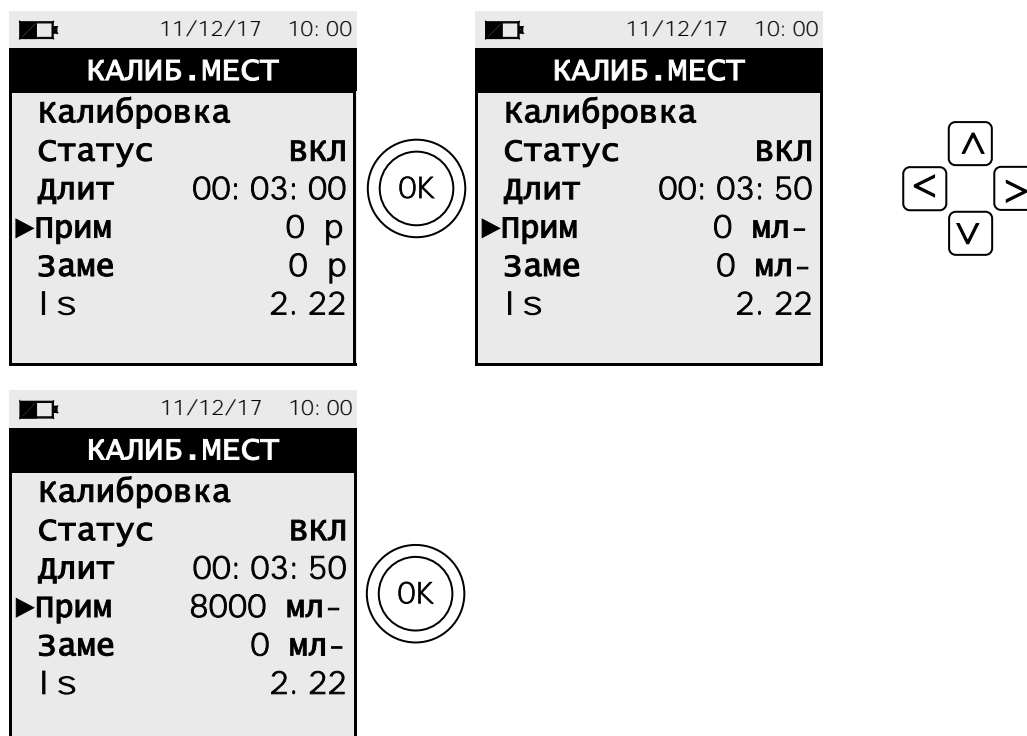 11/12/17 10:00
КАЛИБ.МЕСТ
Калибровка
Статус ВКЛ
Длит 00:03:00
►Прим 0 р
Заме 0 р
Is 2.22
OK
11/12/17 10:00
КАЛИБ.МЕСТ
Калибровка
Статус ВКЛ
Длит 00:03:50
►Прим 0 мл-
Заме 0 мл-
Is 2.22
11/12/17 10:00
КАЛИБ.МЕСТ
Калибровка
Статус ВКЛ
Длит 00:03:50
►Прим 8000 мл-
Заме 0 мл-
Is 2.22
OK